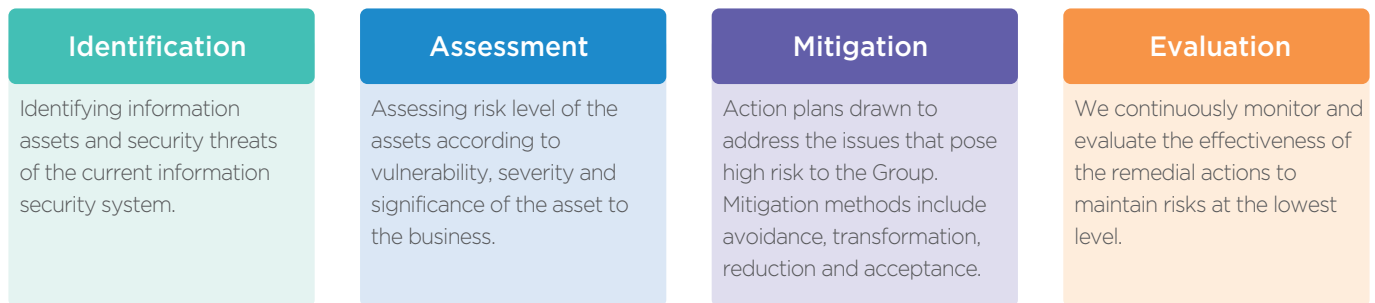 Identification
Identifying information
assets and security threats
of the current information
security system.
Assessment
Assessing risk level of the
assets according to
vulnerability, severity and
significance of the asset to
the business.
Mitigation
Action plans drawn to
address the issues that pose
high risk to the Group.
Mitigation methods include
avoidance, transformation,
reduction and acceptance.
Evaluation
We continuously monitor and
evaluate the effectiveness of
the remedial actions to
maintain risks at the lowest
level.